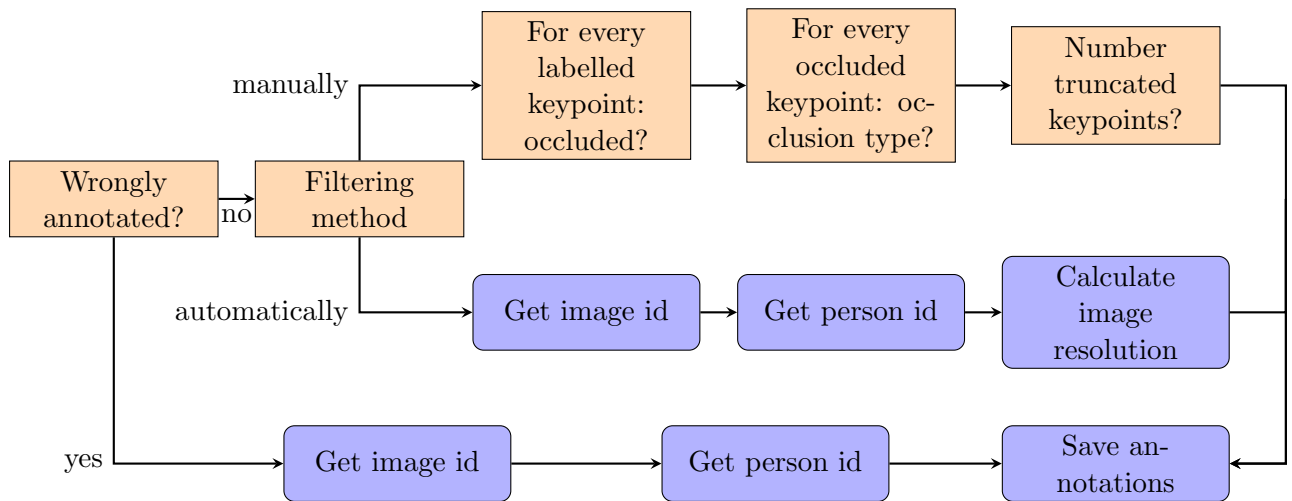 For every
labelled
keypoint:
occluded?
For every
occluded
keypoint: oc-
clusion type?
Number
truncated
keypoints?
manually
Wrongly
annotated?
no
Filtering
method
automatically
Get image id
Get person id
Calculate
image
resolution
yes
Get image id
Get person id
Save an-
notations